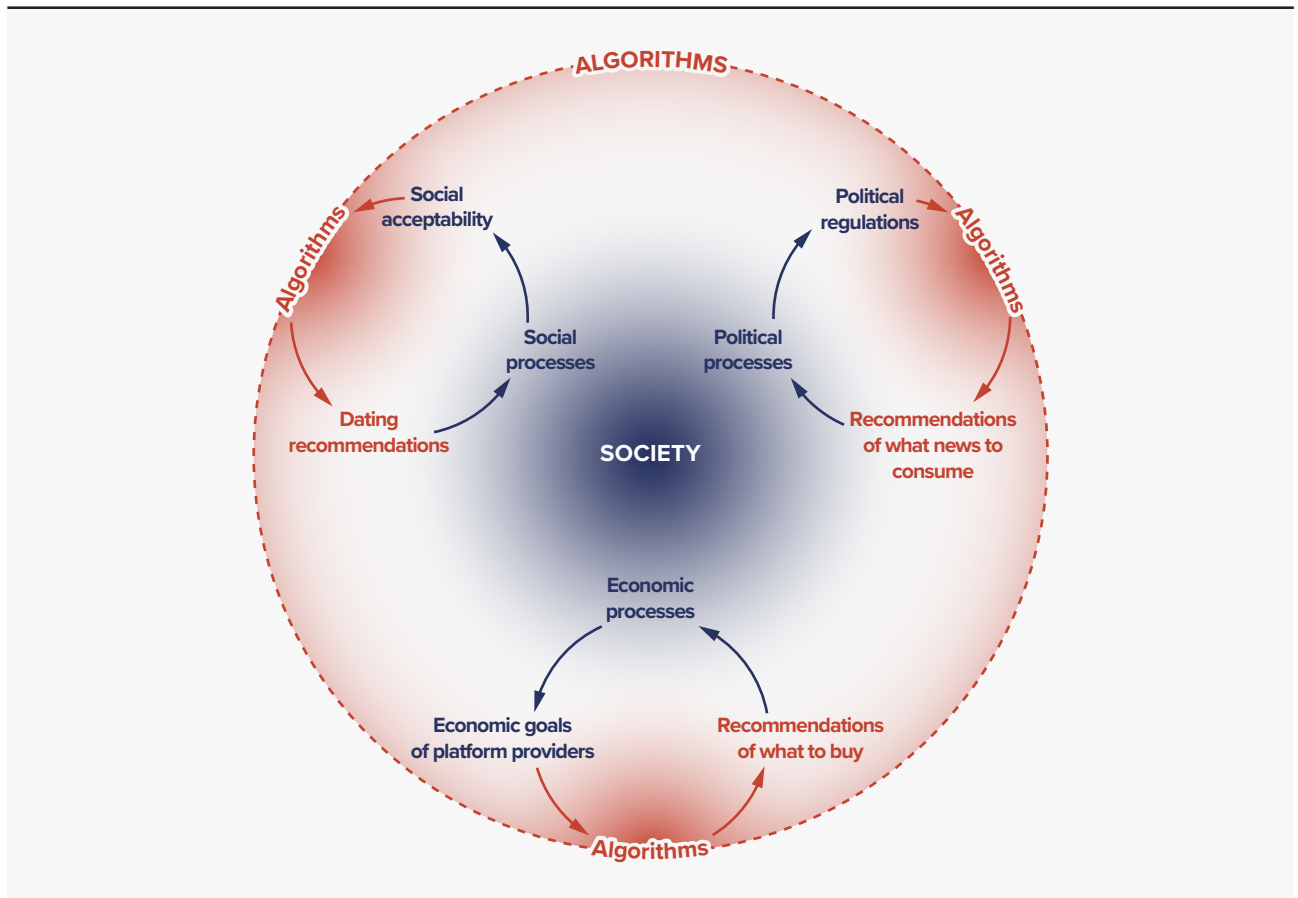 ALGORITHMS
Social
acceptability
Algorithms
Social
processes
Dating
recommendations
Political
regulations
Algorithms
Political
processes
Recommendations
of what news to
consume
SOCIETY
Economic
processes
Economic goals
of platform providers
Recommendations
of what to buy
Algorithms